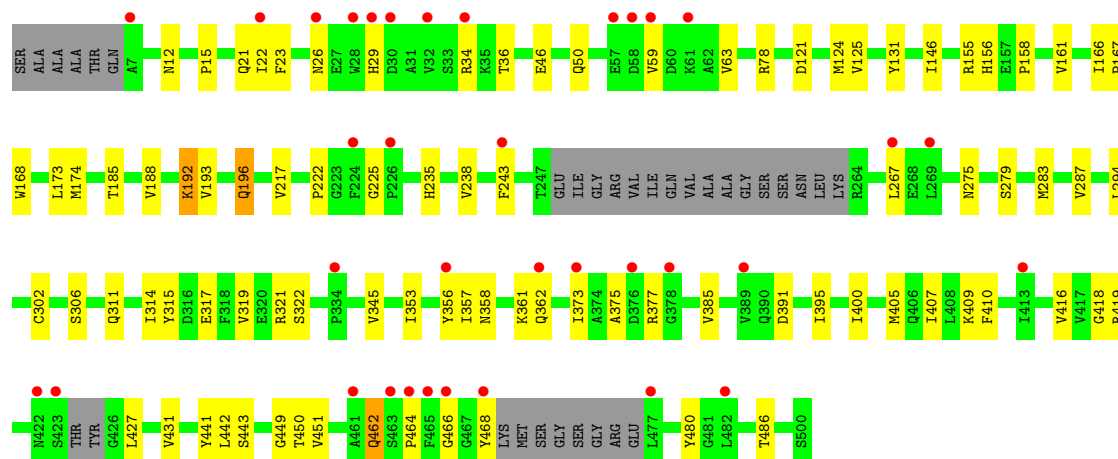 SER ALA ALA ALA THR GLN A7 N12 P15 Q21 I22 F23 N26 E27 W28 H29 D30 A31 V32 S33 R34 K35 T36 E46 Q50 E57 D58 V59 D60 K61 A62 V63 R78 D121 M124 V125 Y131 I146 R155 H156 E157 P158 V161 I166
W168 L173 M174 T185 V188 K192 V193 Q196 V217 P222 G223 F224 G225 P226 H235 V238 F243 T247 GLU ILE GLY ARG VAL ILE GLN VAL ALA ALA GLY SER SER ASN LEU LYS R264 L267 E268 L269 N275 S279 M283 V287
C302 S306 Q311 I314 Y315 D316 E317 F318 V319 E320 R321 S322 P334 V345 I353 Y356 I357 N358 K361 Q362 I373 A374 A375 D376 R377 G378 V385 V389 Q390 D391 I395 I400 M405 Q406 I407 L408 K409 F410 I413 V416 V417 G418
N422 S423 THR TYR G426 L427 V431 Y441 L442 S443 G449 T450 V451 A461 Q462 S463 P464 F465 G466 G467 Y468 LYS MET SER GLY SER GLY ARG GLU L477 Y480 G481 L482 T486 S500